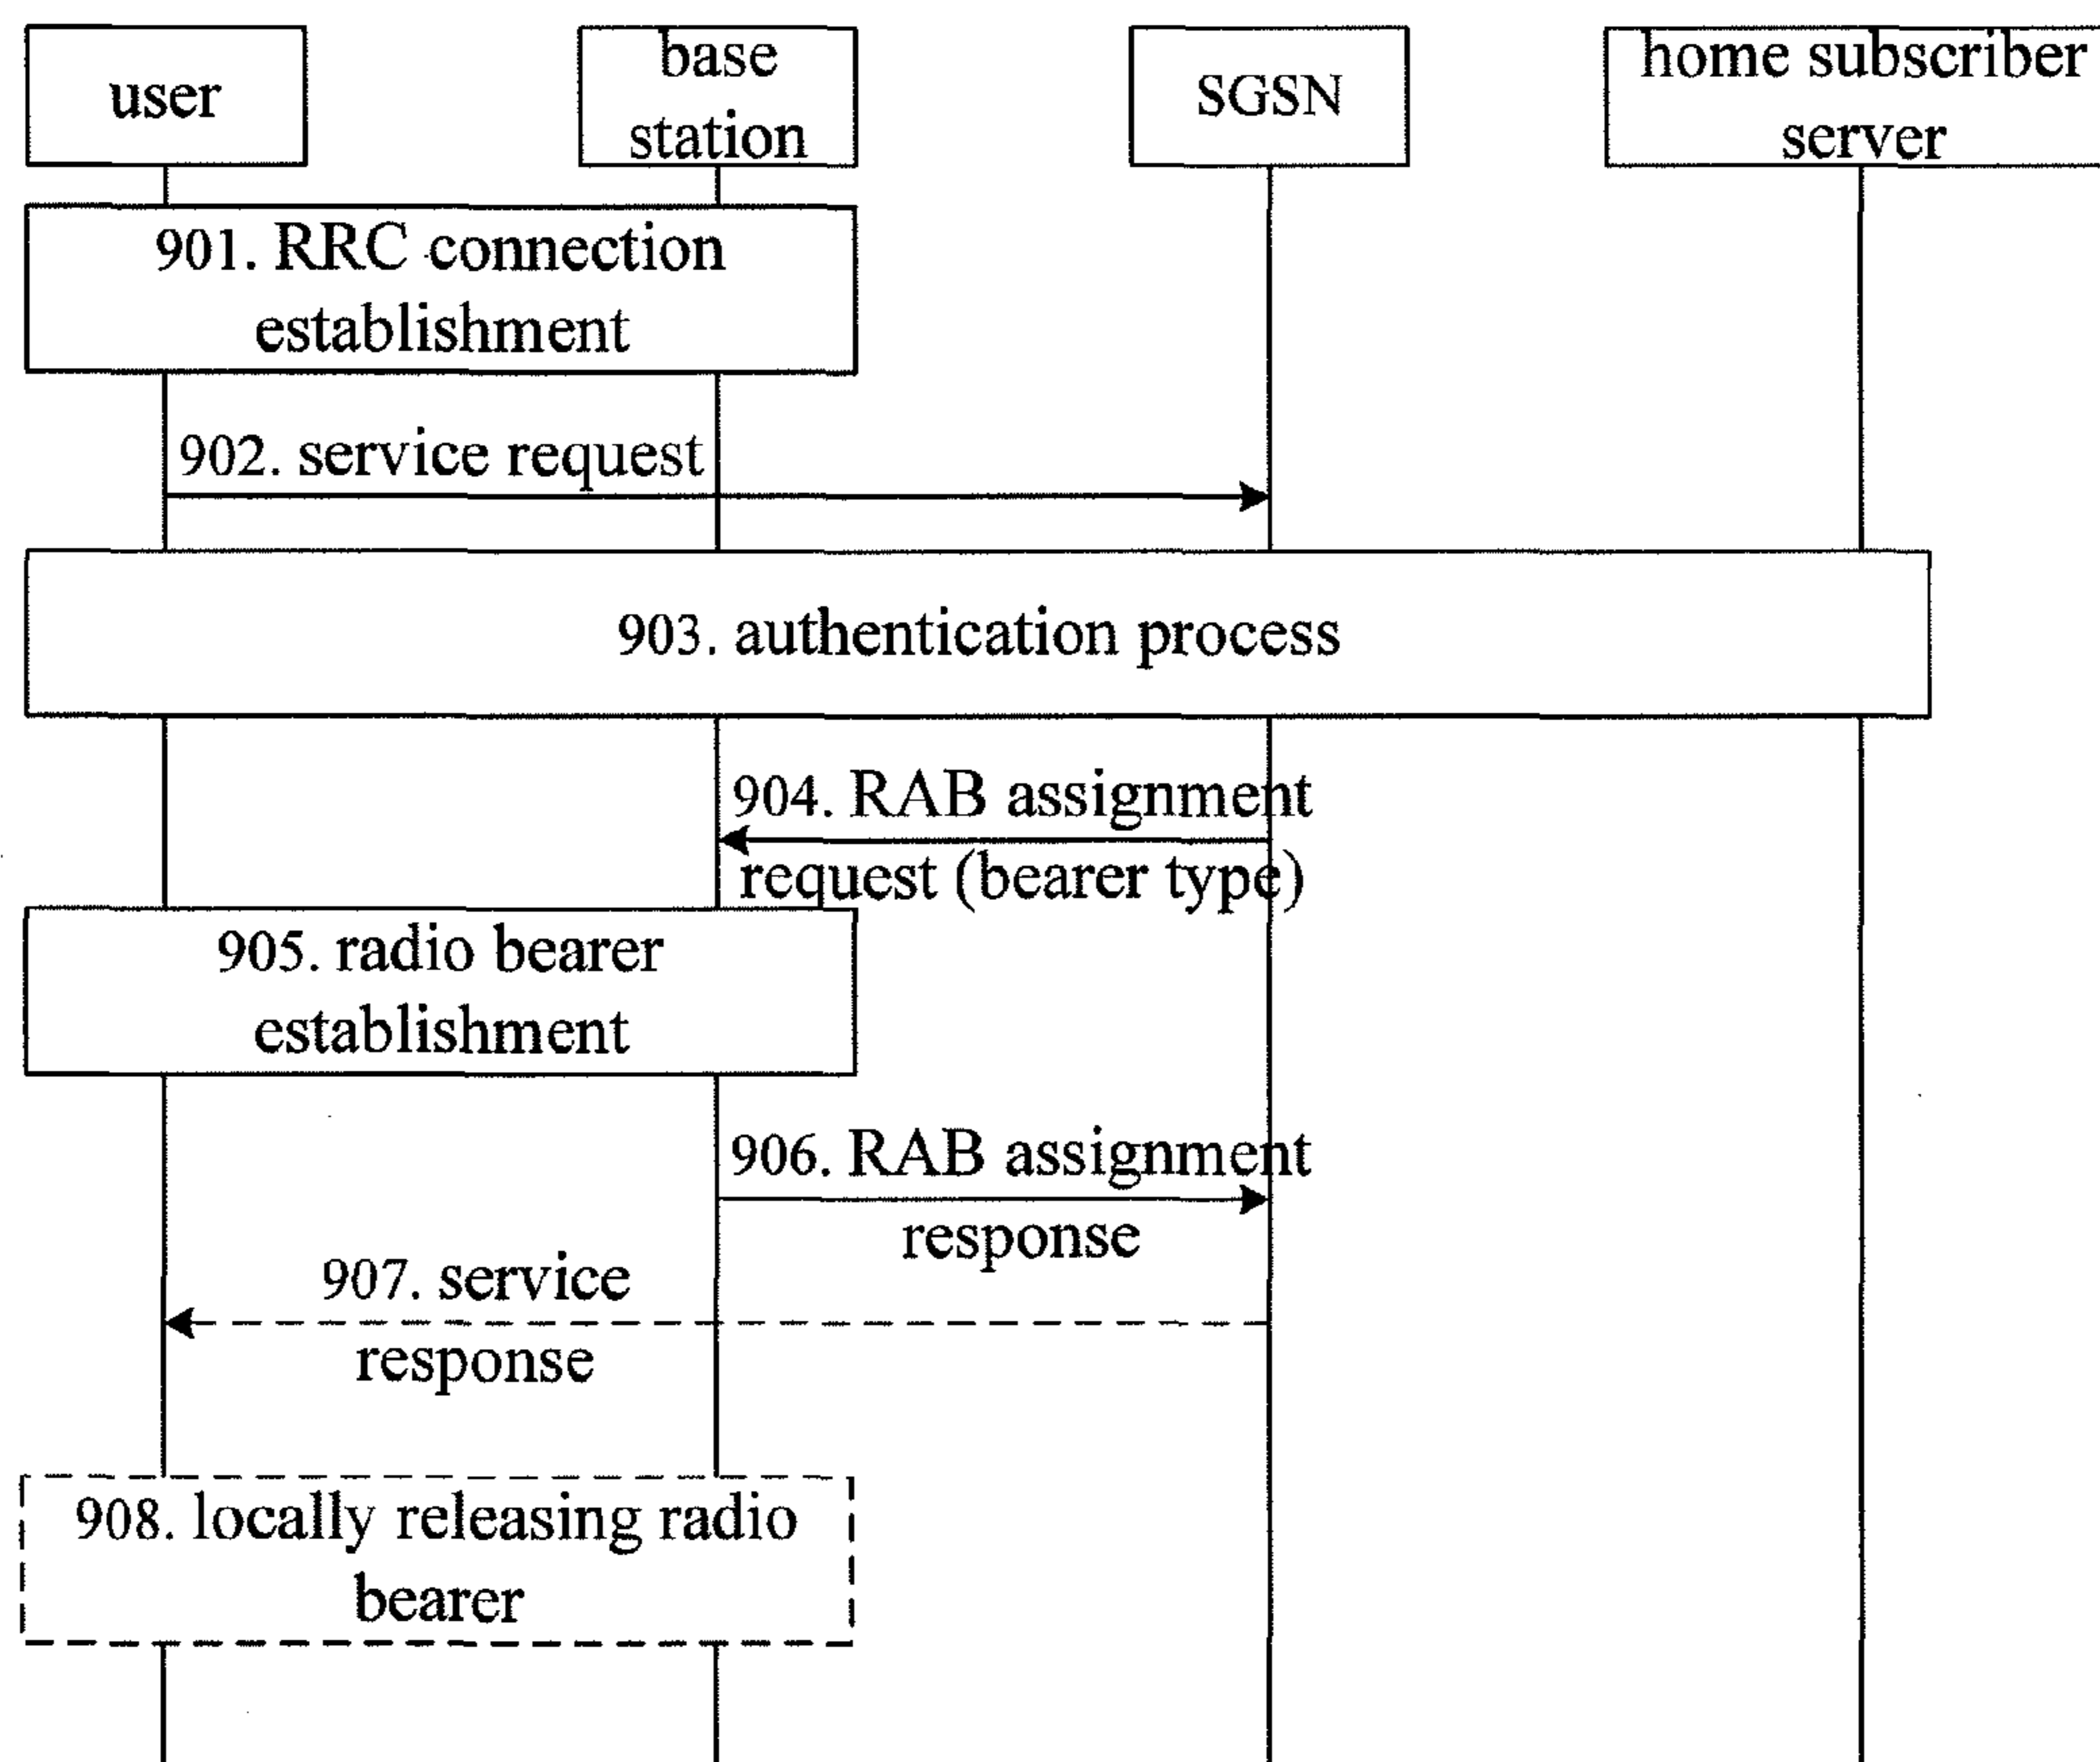 user
base
station
SGSN
home subscriber
server
901. RRC connection
establishment
902. service request
903. authentication process
904. RAB assignment
request (bearer type)
905. radio bearer
establishment
906. RAB assignment
response
907. service
response
908. locally releasing radio
bearer